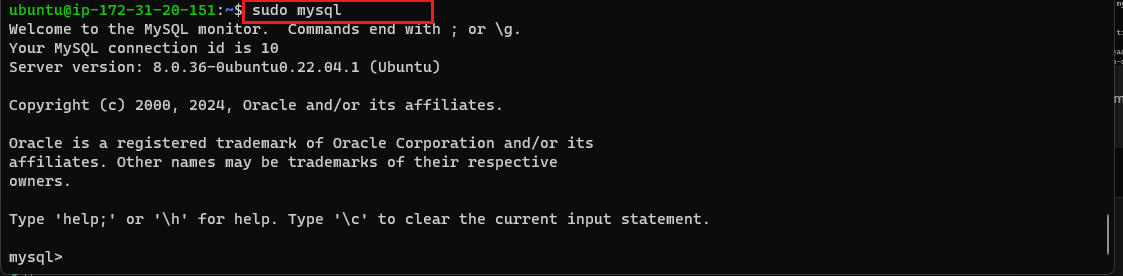 ubuntu@ip-172-31-20-151:~$ sudo mysql
Welcome to the MySQL monitor.  Commands end with ; or \g.
Your MySQL connection id is 10
Server version: 8.0.36-0ubuntu0.22.04.1 (Ubuntu)
Copyright (c) 2000, 2024, Oracle and/or its affiliates.
Oracle is a registered trademark of Oracle Corporation and/or its
affiliates. Other names may be trademarks of their respective
owners.
Type 'help;' or '\h' for help. Type '\c' to clear the current input statement.
mysql>